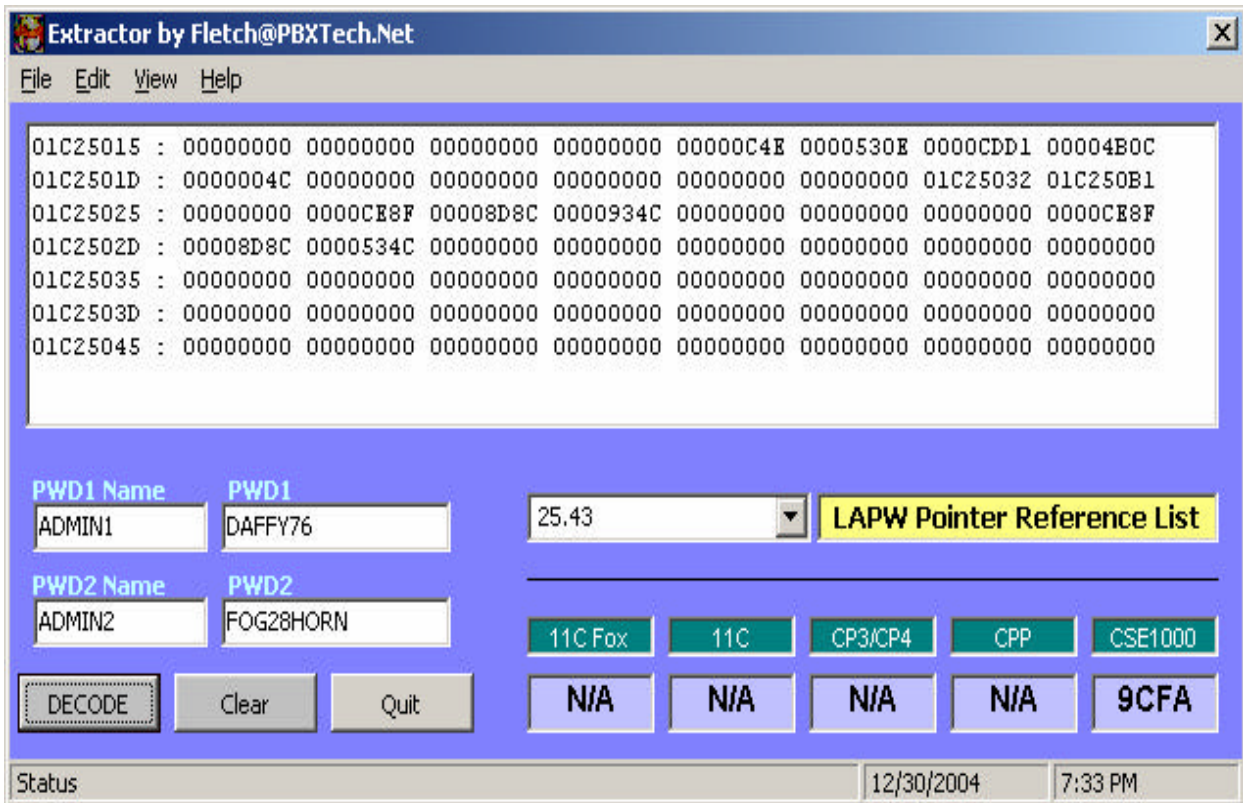 Extractor by Fletch@PBXTech.Net
File Edit View Help
01C25015 : 00000000 00000000 00000000 00000000 00000C4E 0000530E 0000CDD1 00004B0C
01C2501D : 0000004C 00000000 00000000 00000000 00000000 00000000 01C25032 01C250B1
01C25025 : 00000000 0000CE8F 00008D8C 0000934C 00000000 00000000 00000000 0000CE8F
01C2502D : 00008D8C 0000534C 00000000 00000000 00000000 00000000 00000000 00000000
01C25035 : 00000000 00000000 00000000 00000000 00000000 00000000 00000000 00000000
01C2503D : 00000000 00000000 00000000 00000000 00000000 00000000 00000000 00000000
01C25045 : 00000000 00000000 00000000 00000000 00000000 00000000 00000000 00000000
PWD1 Name PWD1
ADMIN1 DAFFY76
25.43 LAPW Pointer Reference List
PWD2 Name PWD2
ADMIN2 FOG28HORN
11C Fox 11C CP3/CP4 CPP CSE1000
DECODE Clear Quit
N/A N/A N/A N/A 9CFA
Status 12/30/2004 7:33 PM